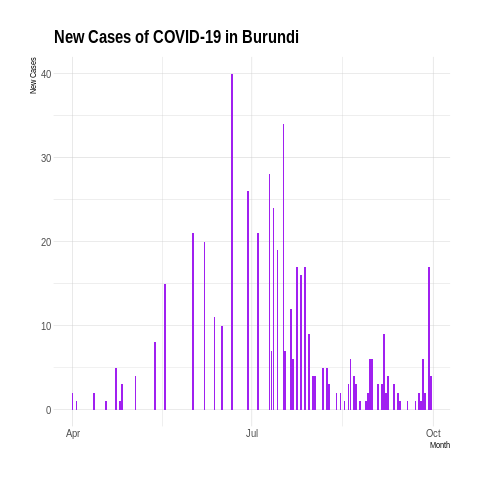 New Cases of COVID-19 in Burundi
New Cases
40
30
20
10
0
Apr
Jul
Oct
Month